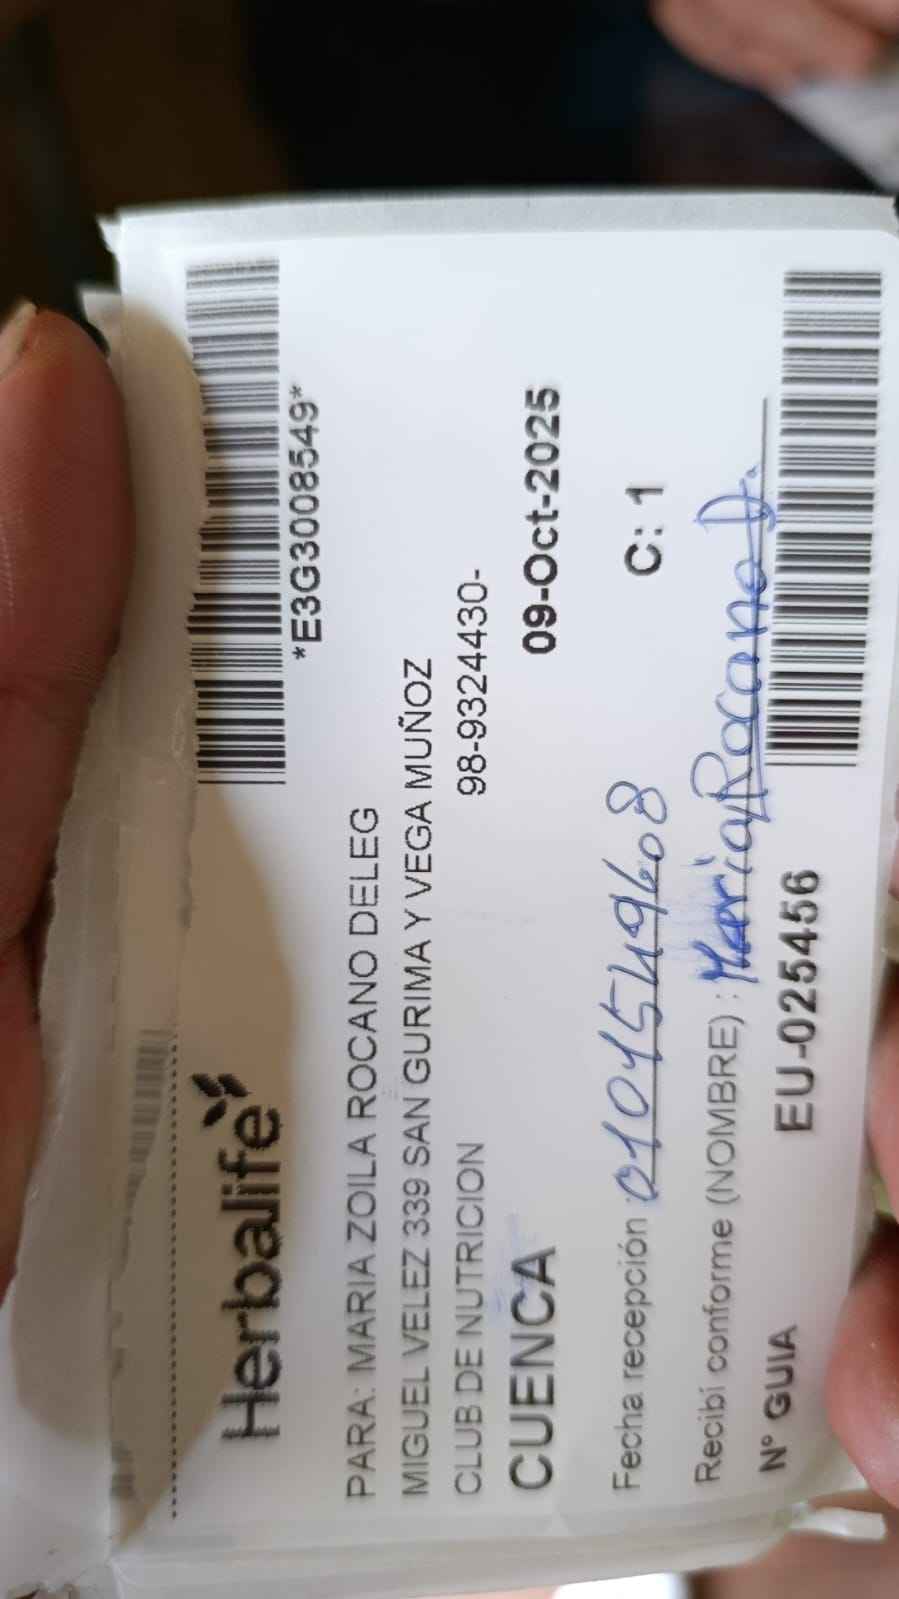 *E3G3008549*
Herbalife
PARA: MARIA ZOILA ROCANO DELEG
MIGUEL VELEZ 339 SAN GURIMA Y VEGA MUÑOZ
CLUB DE NUTRICION 98-9324430-
CUENCA 09-Oct-2025
Fecha recepción 0101549608 C: 1
Recibí conforme (NOMBRE) : Maria Rocano D.
N° GUIA EU-025456